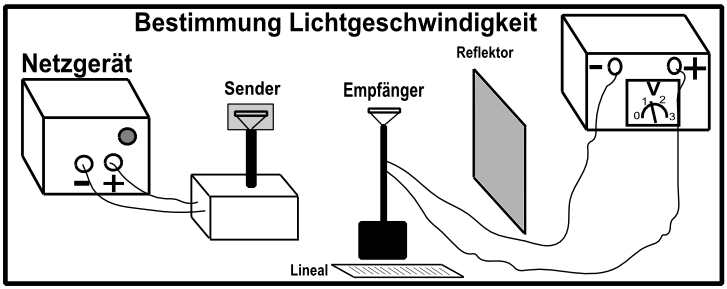 Bestimmung Lichtgeschwindigkeit
Netzgerät
Sender
Empfänger
Reflektor
- +
V
0 1 2 3
- +
Lineal